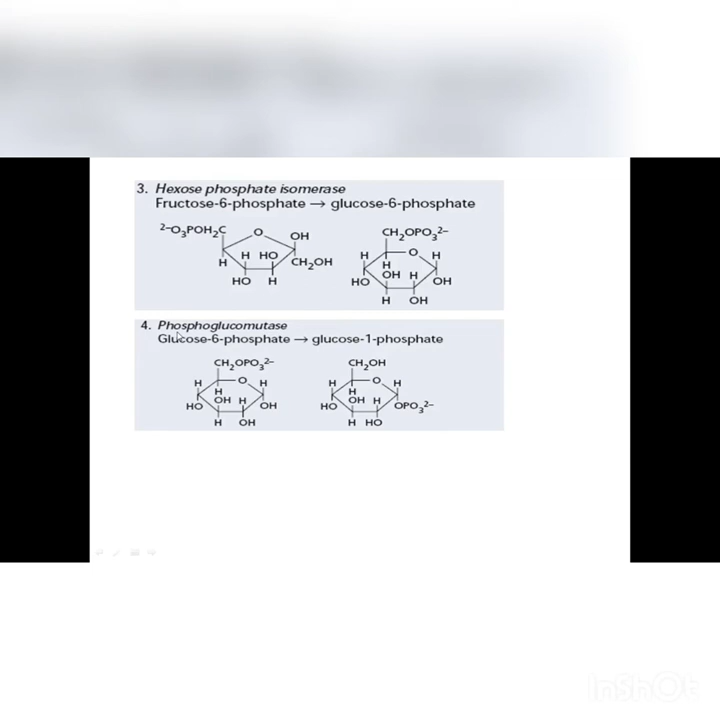 3. Hexose phosphate isomerase
Fructose-6-phosphate → glucose-6-phosphate
²⁻O₃POH₂C O OH
H H HO CH₂OH
HO H
CH₂OPO₃²⁻
H O H
H
HO OH H OH
H OH
4. Phosphoglucomutase
Glucose-6-phosphate → glucose-1-phosphate
CH₂OPO₃²⁻
H O H
H
HO OH H OH
H OH
CH₂OH
H O H
H
HO OH H OPO₃²⁻
H HO
InShOt